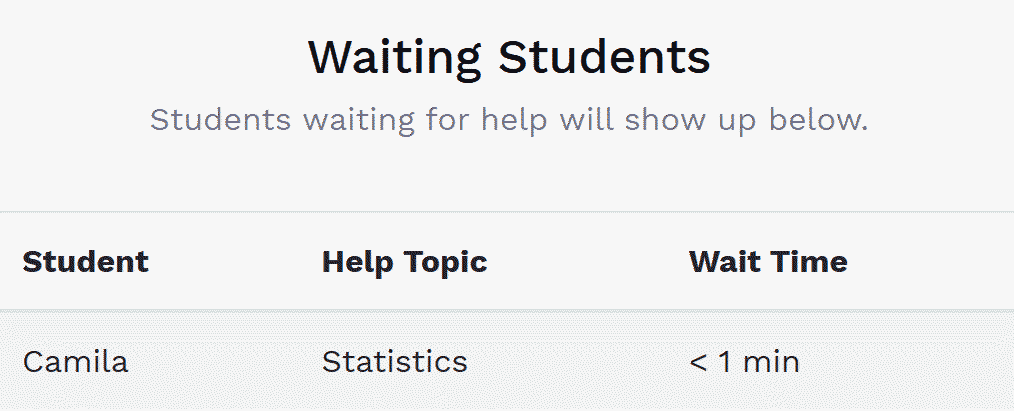 Waiting Students
Students waiting for help will show up below.
Student Help Topic Wait Time
Camila Statistics < 1 min